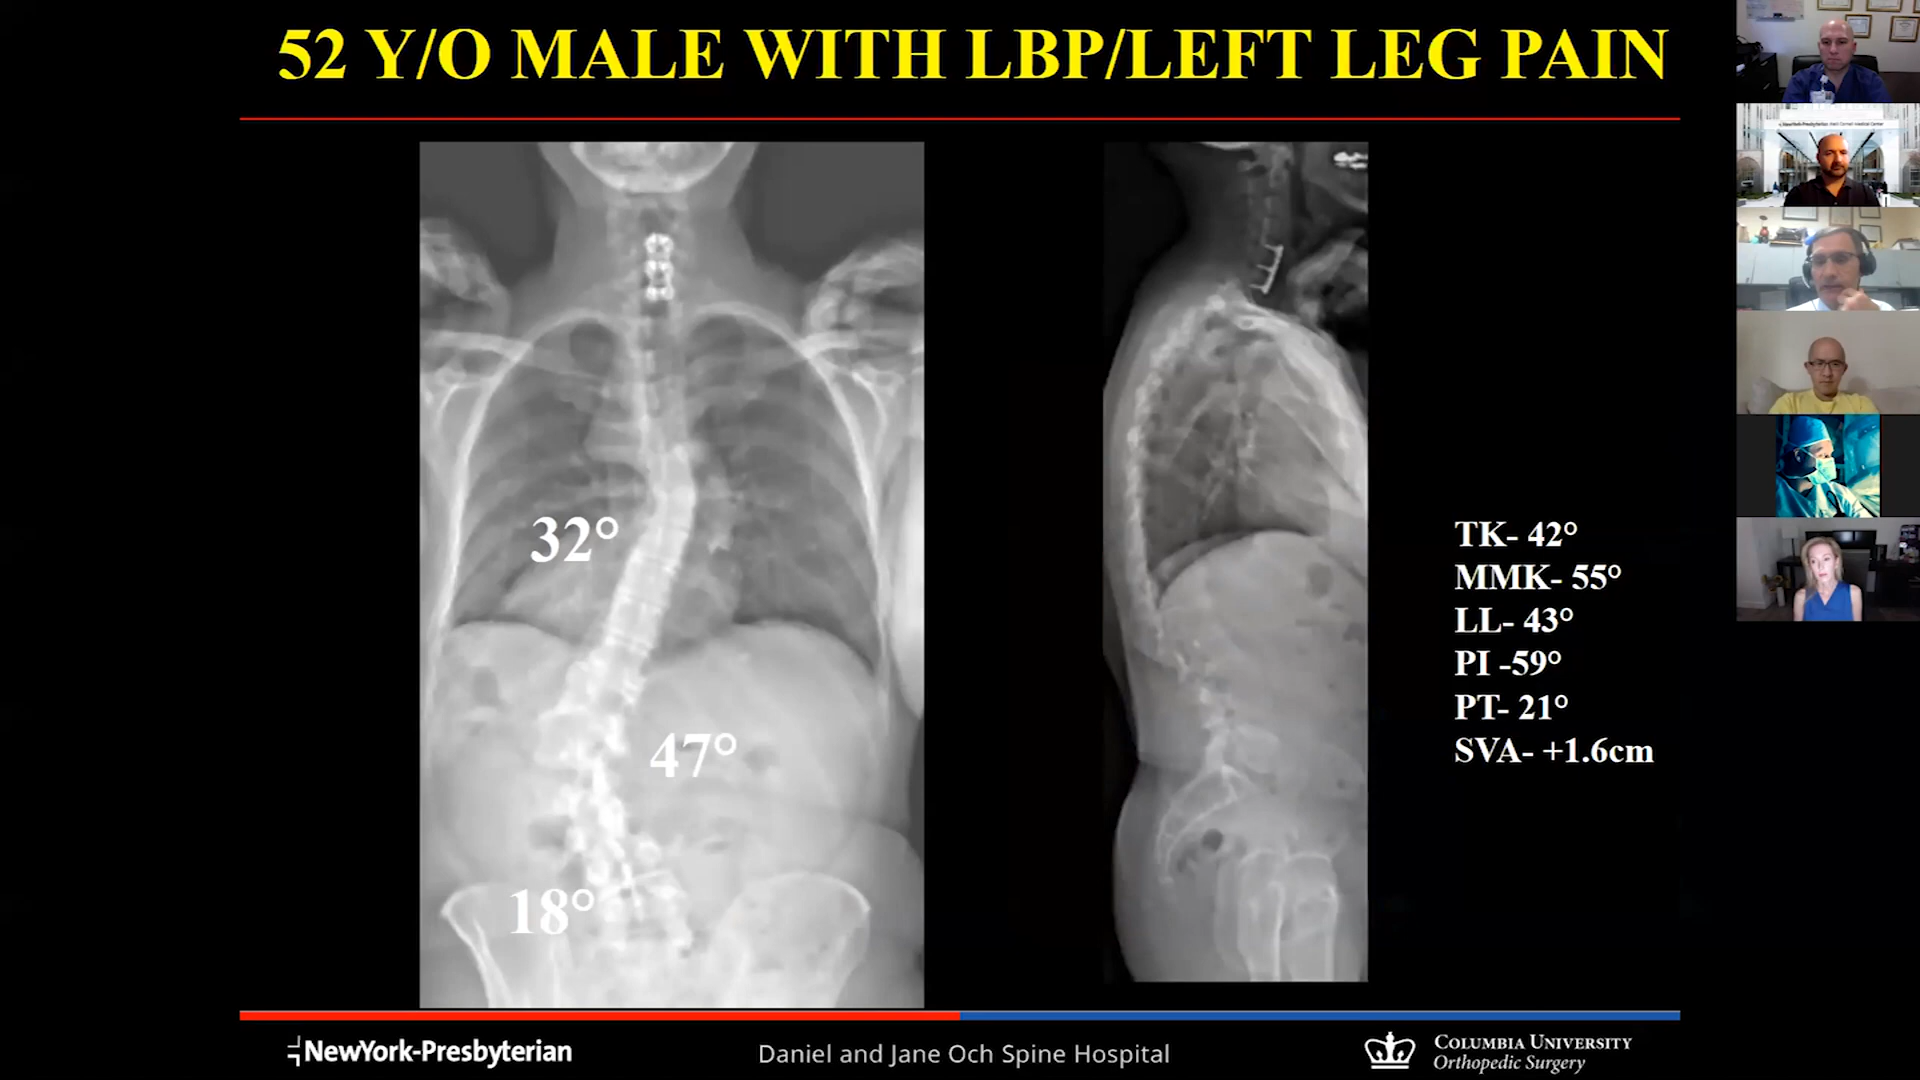 52 Y/O MALE WITH LBP/LEFT LEG PAIN
32°
47°
18°
TK- 42°
MMK- 55°
LL- 43°
PI -59°
PT- 21°
SVA- +1.6cm
NewYork-Presbyterian
Daniel and Jane Och Spine Hospital
COLUMBIA UNIVERSITY
Orthopedic Surgery